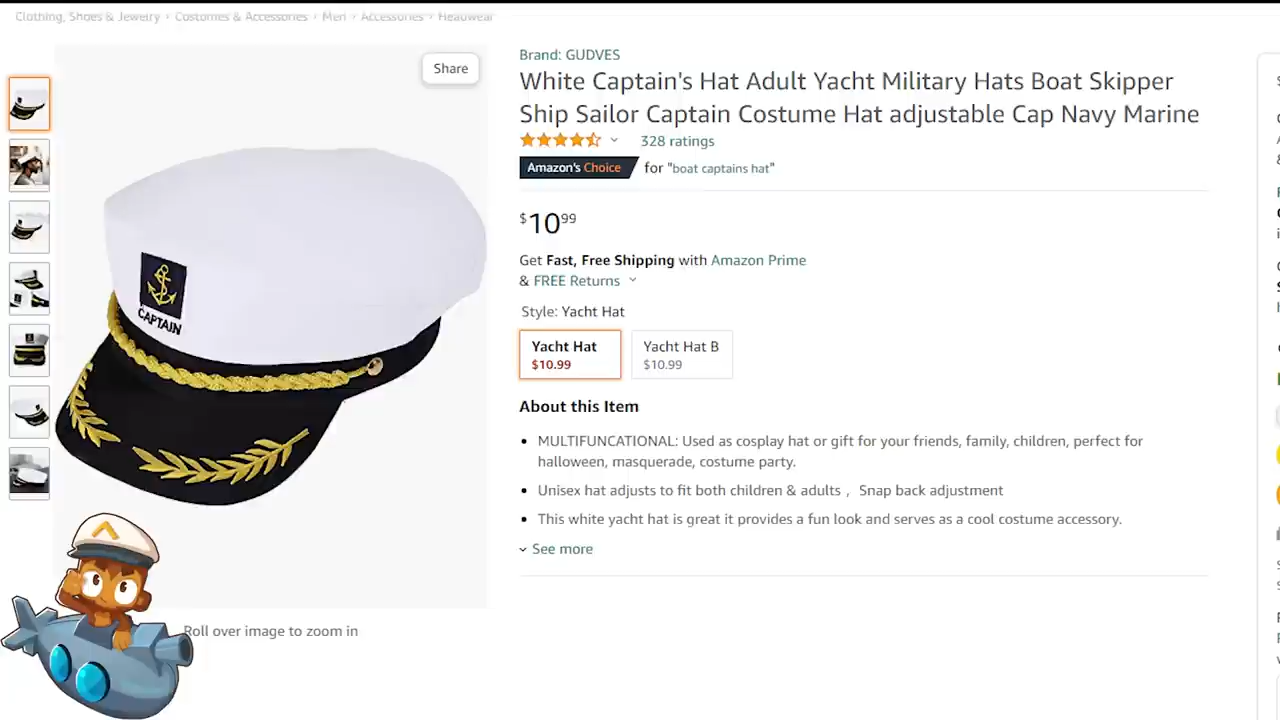 Clothing, Shoes & Jewelry › Costumes & Accessories › Men › Accessories › Headwear
Share
Brand: GUDVES
White Captain's Hat Adult Yacht Military Hats Boat Skipper
Ship Sailor Captain Costume Hat adjustable Cap Navy Marine
328 ratings
Amazon's Choice for "boat captains hat"
$10.99
Get Fast, Free Shipping with Amazon Prime
& FREE Returns
Style: Yacht Hat
Yacht Hat Yacht Hat B
$10.99 $10.99
About this Item
• MULTIFUNCATIONAL: Used as cosplay hat or gift for your friends, family, children, perfect for
halloween, masquerade, costume party.
• Unisex hat adjusts to fit both children & adults， Snap back adjustment
• This white yacht hat is great it provides a fun look and serves as a cool costume accessory.
See more
CAPTAIN
Roll over image to zoom in